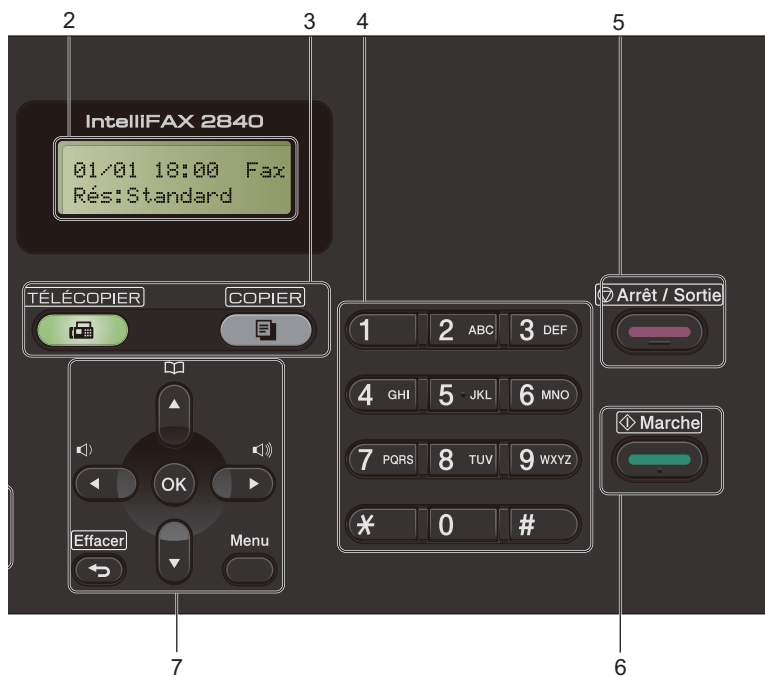 2 3 4 5
IntelliFAX 2840
01/01 18:00 Fax
Rés:Standard
TÉLÉCOPIER COPIER
Arrêt / Sortie
1 2 ABC 3 DEF
4 GHI 5 JKL 6 MNO
Marche
7 PQRS 8 TUV 9 WXYZ
OK
* 0 #
Effacer Menu
7 6